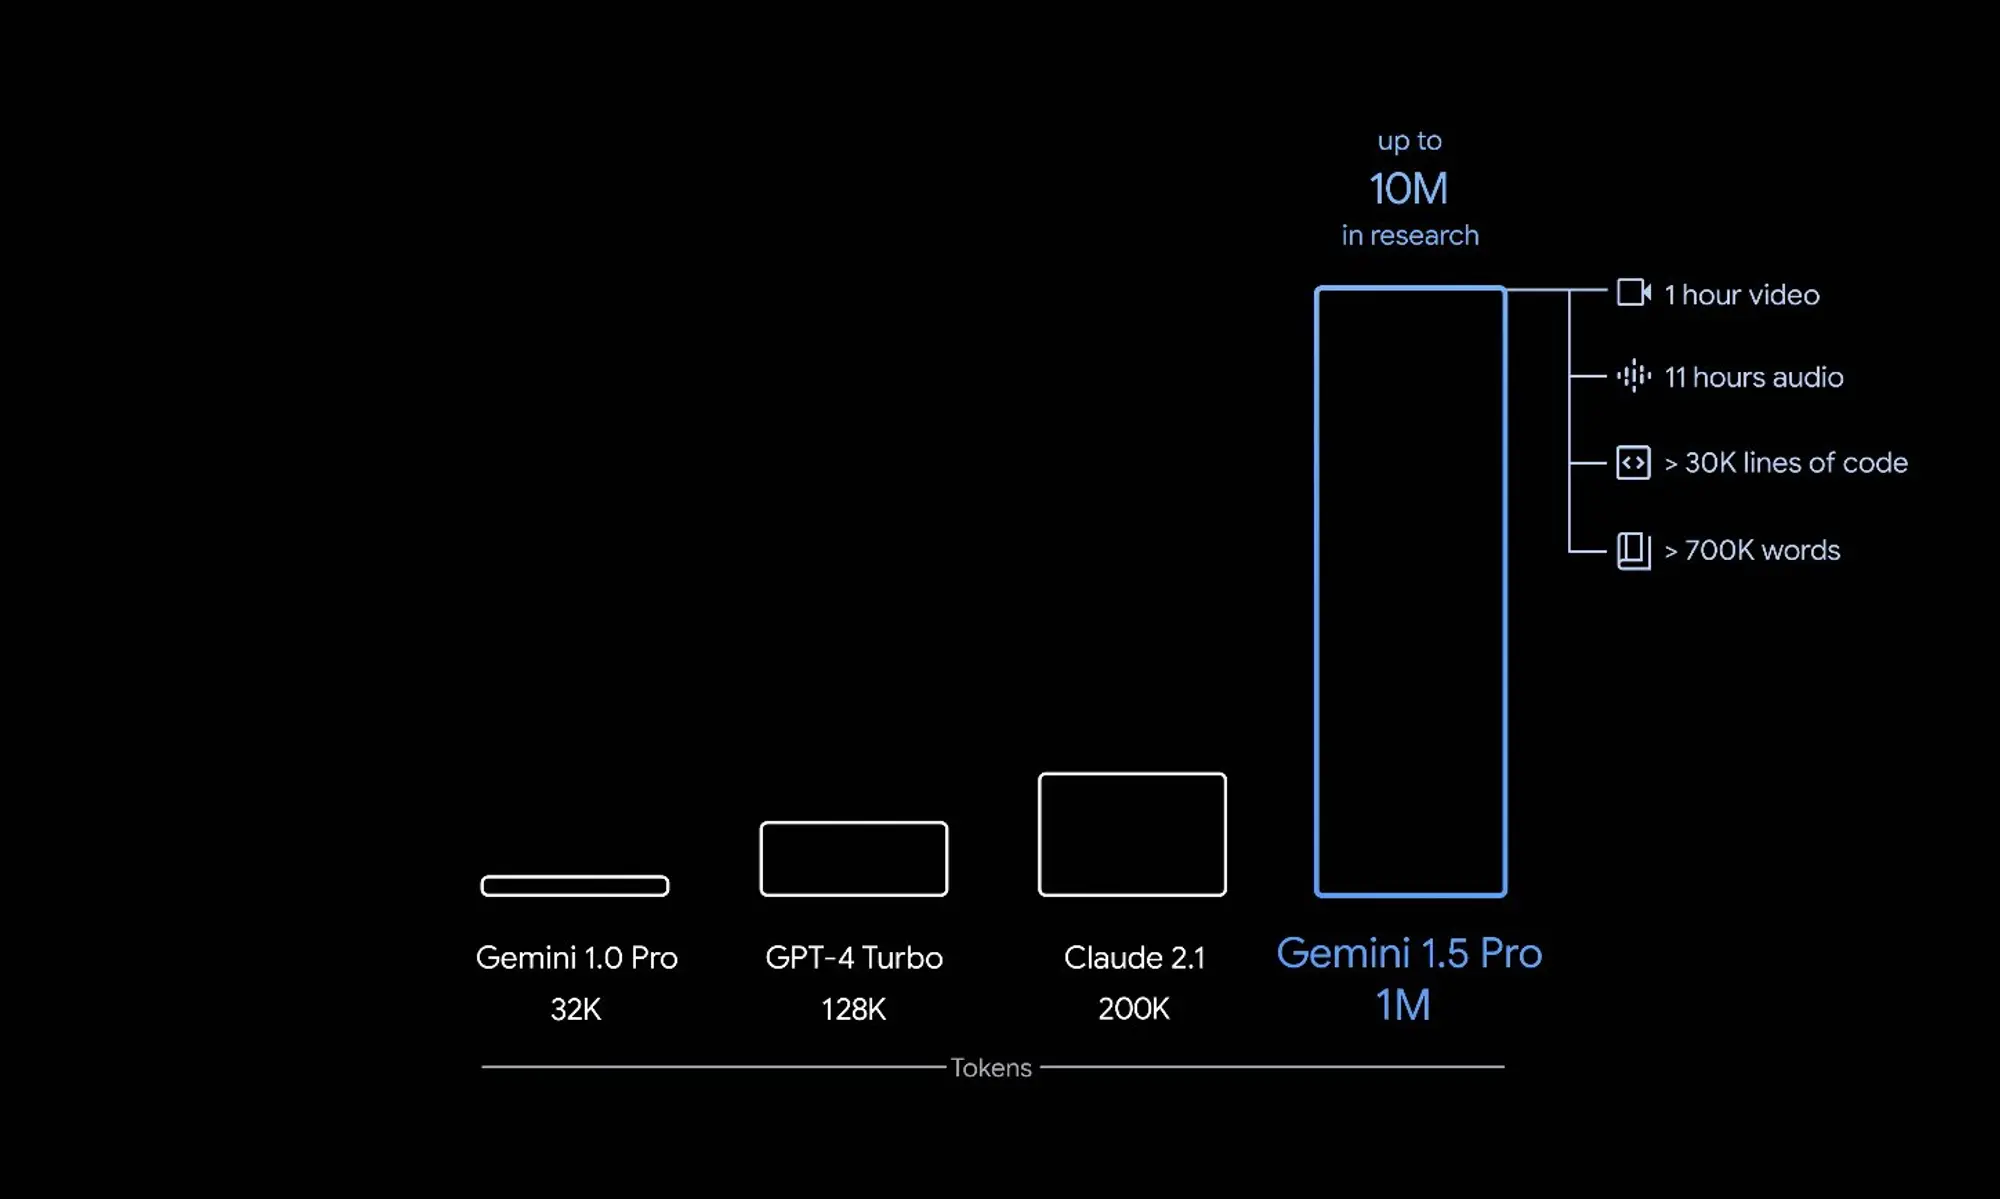 up to
10M
in research
1 hour video
11 hours audio
> 30K lines of code
> 700K words
Gemini 1.0 Pro
32K
GPT-4 Turbo
128K
Claude 2.1
200K
Gemini 1.5 Pro
1M
Tokens